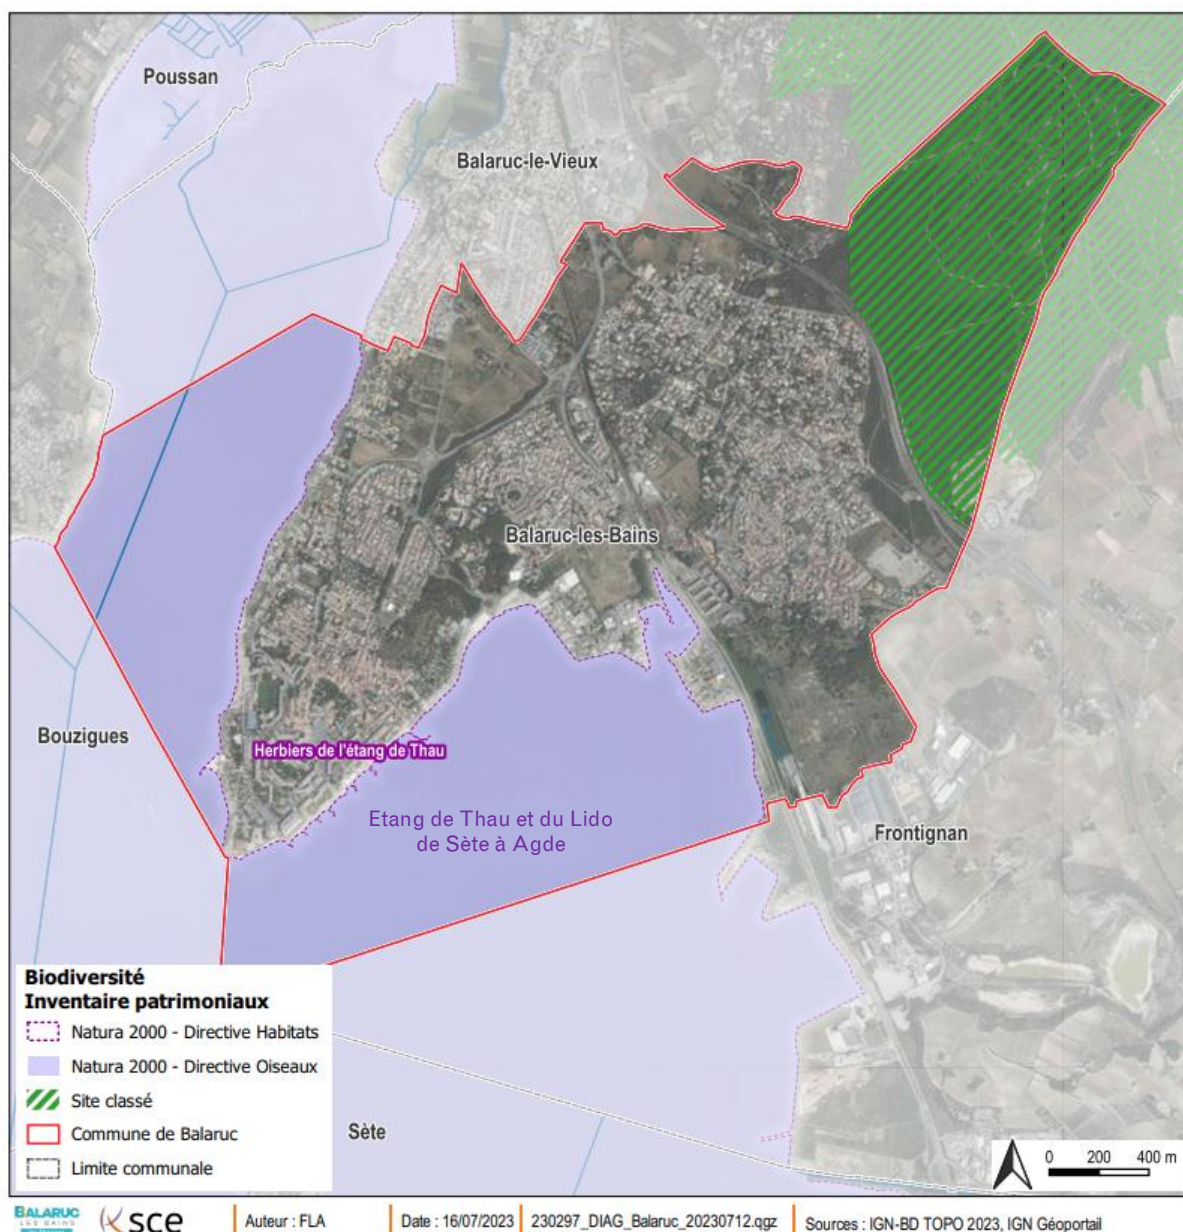 Poussan
Balaruc-le-Vieux
Balaruc-les-Bains
Bouzigues
Herbiers de l'étang de Thau
Etang de Thau et du Lido
de Sète à Agde
Frontignan
Sète
Biodiversité
Inventaire patrimoniaux
Natura 2000 - Directive Habitats
Natura 2000 - Directive Oiseaux
Site classé
Commune de Balaruc
Limite communale
0 200 400 m
BALARUC
LES BAINS
sce
Auteur : FLA
Date : 16/07/2023
230297_DIAG_Balaruc_20230712.qgz
Sources : IGN-BD TOPO 2023, IGN Géoportail